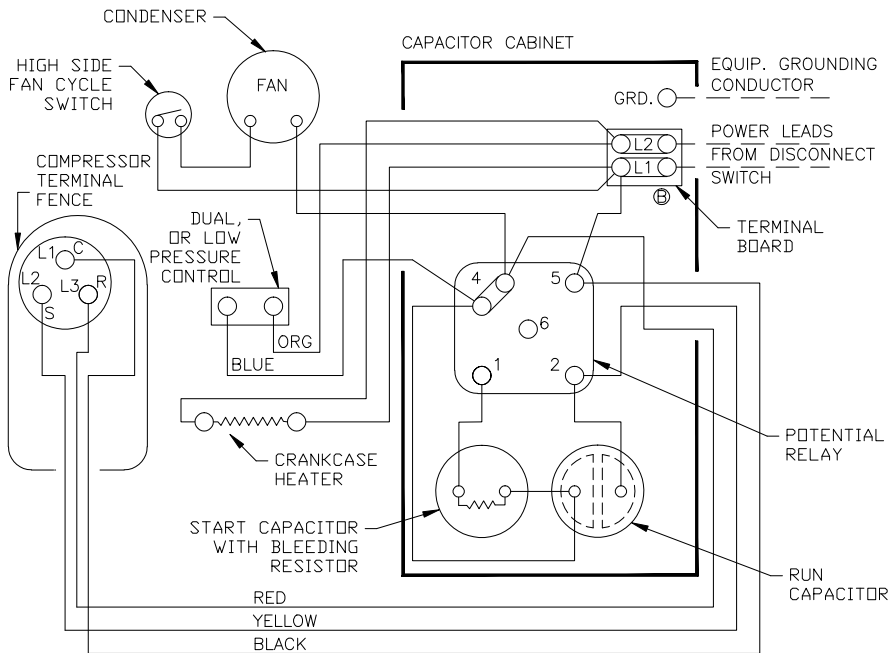 CONDENSER
HIGH SIDE
FAN CYCLE
SWITCH
FAN
CAPACITOR CABINET
EQUIP. GROUNDING
CONDUCTOR
GRD.
POWER LEADS
FROM DISCONNECT
SWITCH
L2
L1
B
TERMINAL
BOARD
COMPRESSOR
TERMINAL
FENCE
L1
C
L2
L3
R
S
DUAL,
OR LOW
PRESSURE
CONTROL
ORG
BLUE
4
5
6
1
2
POTENTIAL
RELAY
CRANKCASE
HEATER
START CAPACITOR
WITH BLEEDING
RESISTOR
RUN
CAPACITOR
RED
YELLOW
BLACK